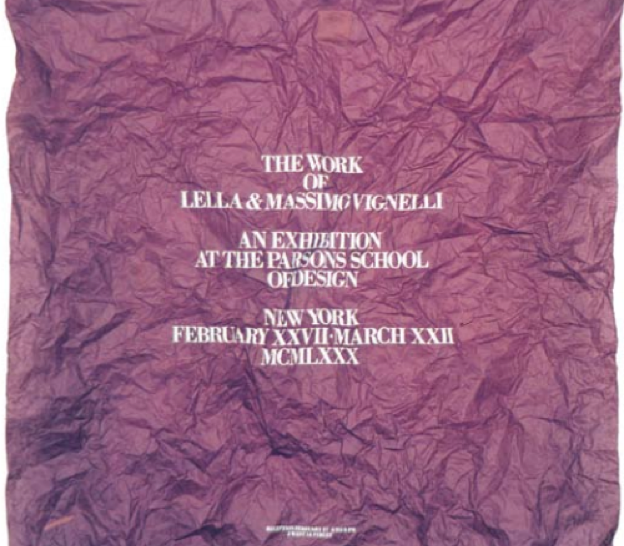 THE WORK
OF
LELLA & MASSIMO VIGNELLI
AN EXHIBITION
AT THE PARSONS SCHOOL
OF DESIGN
NEW YORK
FEBRUARY XXVII·MARCH XXII
MCMLXXX